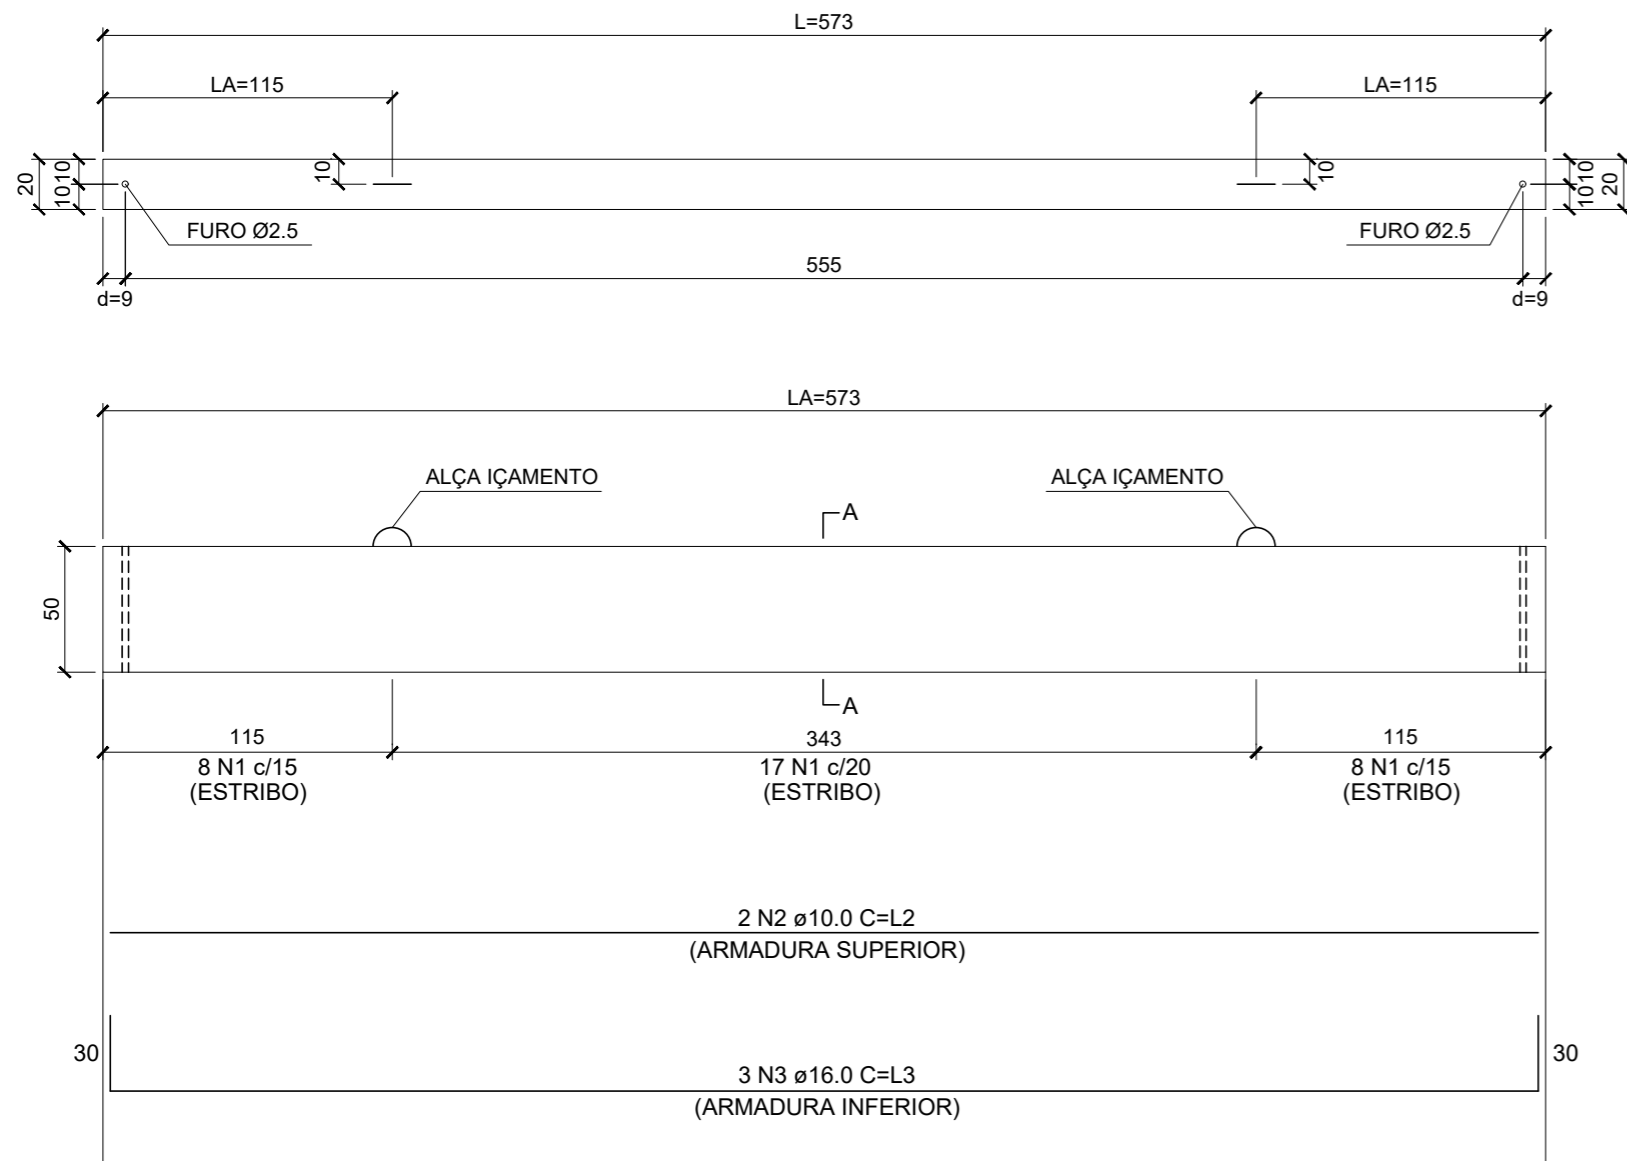 L=573
LA=115
LA=115
20
10
10
10
10
10
10
20
FURO Ø2.5
FURO Ø2.5
555
d=9
d=9
LA=573
ALÇA IÇAMENTO
ALÇA IÇAMENTO
A
50
A
115
343
115
8 N1 c/15
17 N1 c/20
8 N1 c/15
(ESTRIBO)
(ESTRIBO)
(ESTRIBO)
2 N2 ø10.0 C=L2
(ARMADURA SUPERIOR)
30
30
3 N3 ø16.0 C=L3
(ARMADURA INFERIOR)